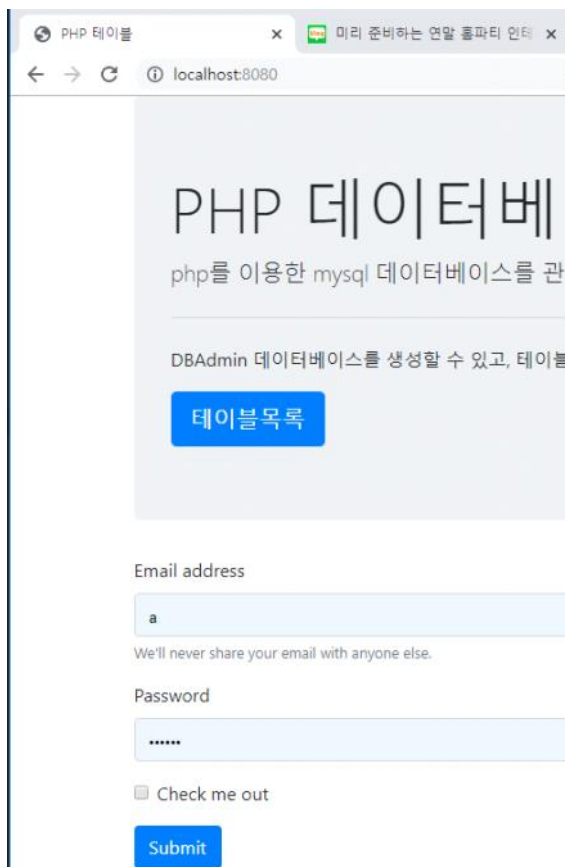 PHP 테이블
미리 준비하는 연말 홈파티 인테
localhost:8080
PHP 데이터베
php를 이용한 mysql 데이터베이스를 관
DBAdmin 데이터베이스를 생성할 수 있고, 테이블
테이블목록
Email address
a
We'll never share your email with anyone else.
Password
••••••
Check me out
Submit